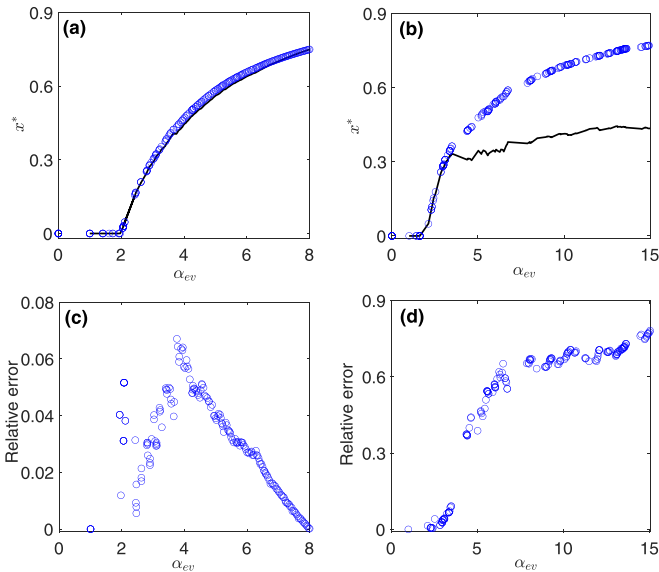 (a)
0.9
0.6
0.3
0
x*
0 2 4 6 8
α_ev
(b)
0.9
0.6
0.3
0
x*
0 5 10 15
α_ev
(c)
0.08
0.06
0.04
0.02
0
Relative error
0 2 4 6 8
α_ev
(d)
0.9
0.6
0.3
0
Relative error
0 5 10 15
α_ev